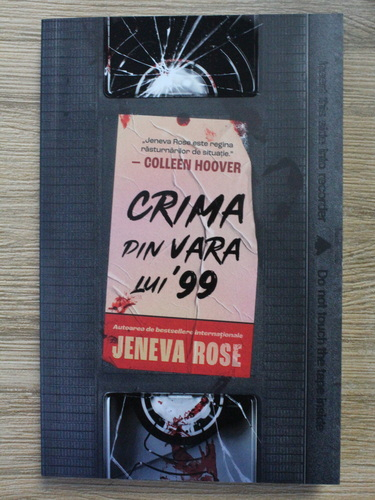 „Jeneva Rose este regina
răsturnărilor de situație.”
— COLLEEN HOOVER
CRIMA
DIN VARA
LUI '99
Autoarea de bestsellere internaționale
JENEVA ROSE
Insert this side into recorder
Do not touch the tape inside